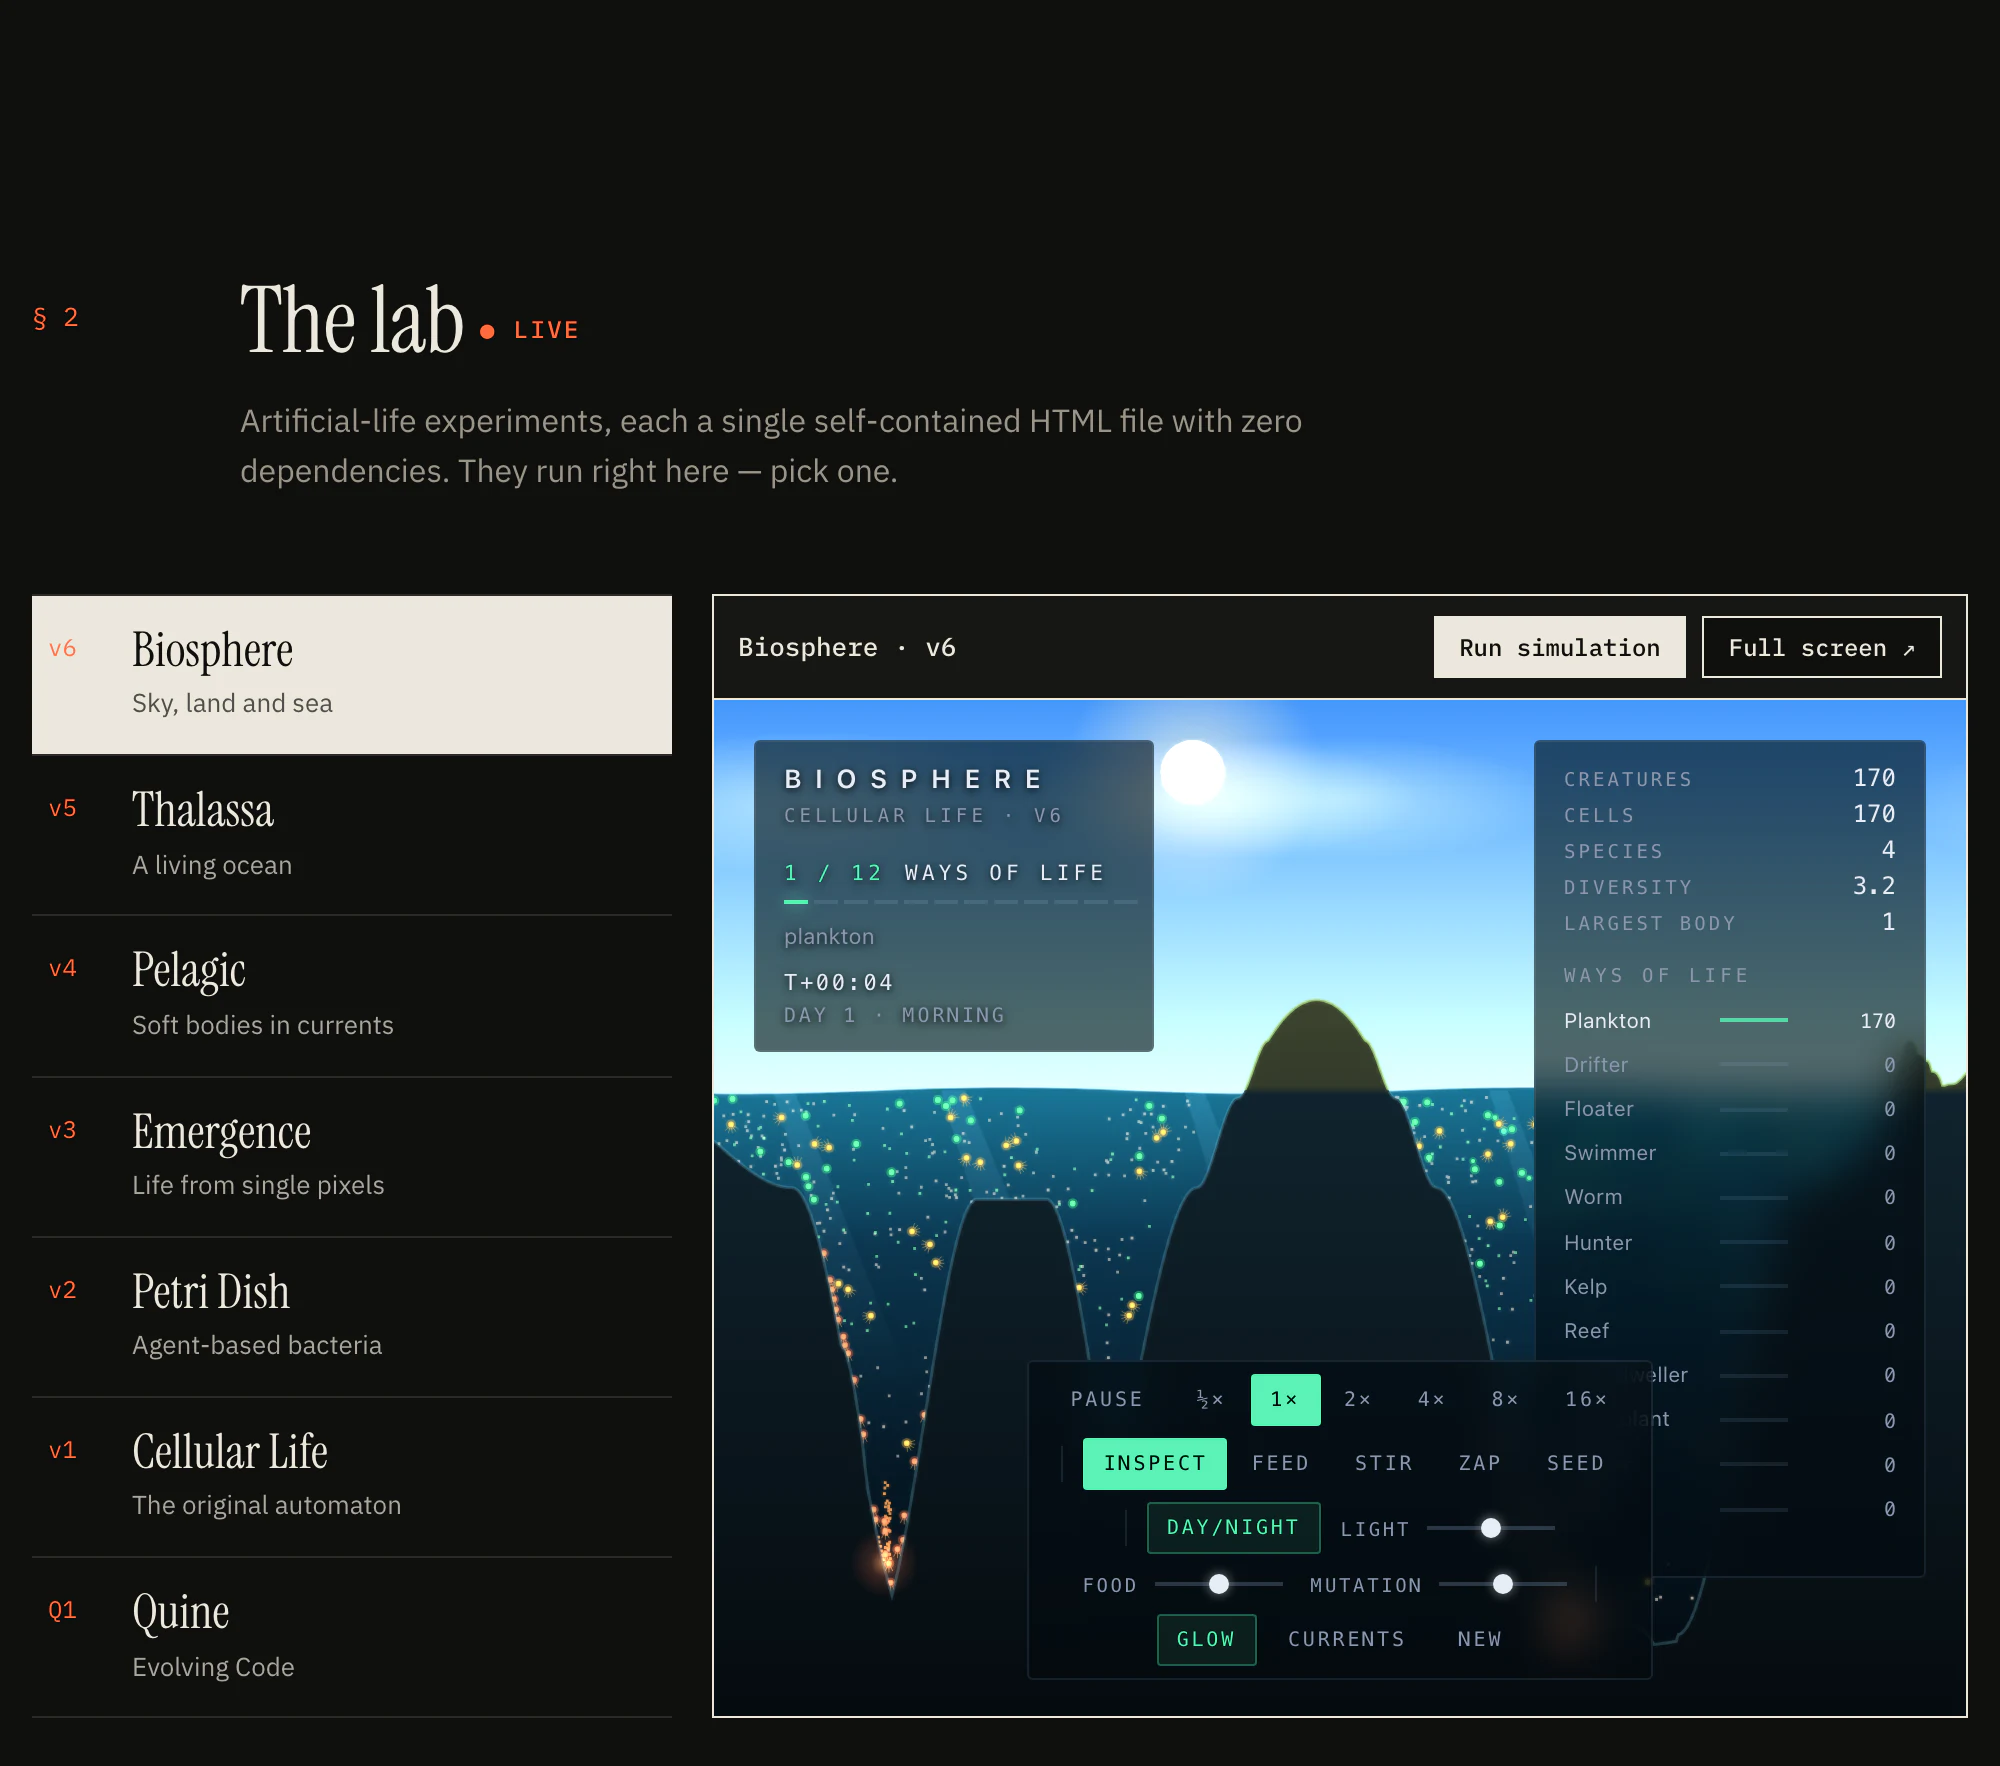 § 2
The lab
● LIVE
Artificial-life experiments, each a single self-contained HTML file with zero
dependencies. They run right here — pick one.
v6
Biosphere
Sky, land and sea
v5
Thalassa
A living ocean
v4
Pelagic
Soft bodies in currents
v3
Emergence
Life from single pixels
v2
Petri Dish
Agent-based bacteria
v1
Cellular Life
The original automaton
Q1
Quine
Evolving Code
Biosphere · v6
Run simulation
Full screen ↗
BIOSPHERE
CELLULAR LIFE · V6
1 / 12 WAYS OF LIFE
plankton
T+00:04
DAY 1 · MORNING
CREATURES 170
CELLS 170
SPECIES 4
DIVERSITY 3.2
LARGEST BODY 1
WAYS OF LIFE
Plankton 170
Drifter 0
Floater 0
Swimmer 0
Worm 0
Hunter 0
Kelp 0
Reef 0
0
0
0
0
PAUSE ½× 1× 2× 4× 8× 16×
INSPECT FEED STIR ZAP SEED
DAY/NIGHT LIGHT
FOOD MUTATION
GLOW CURRENTS NEW